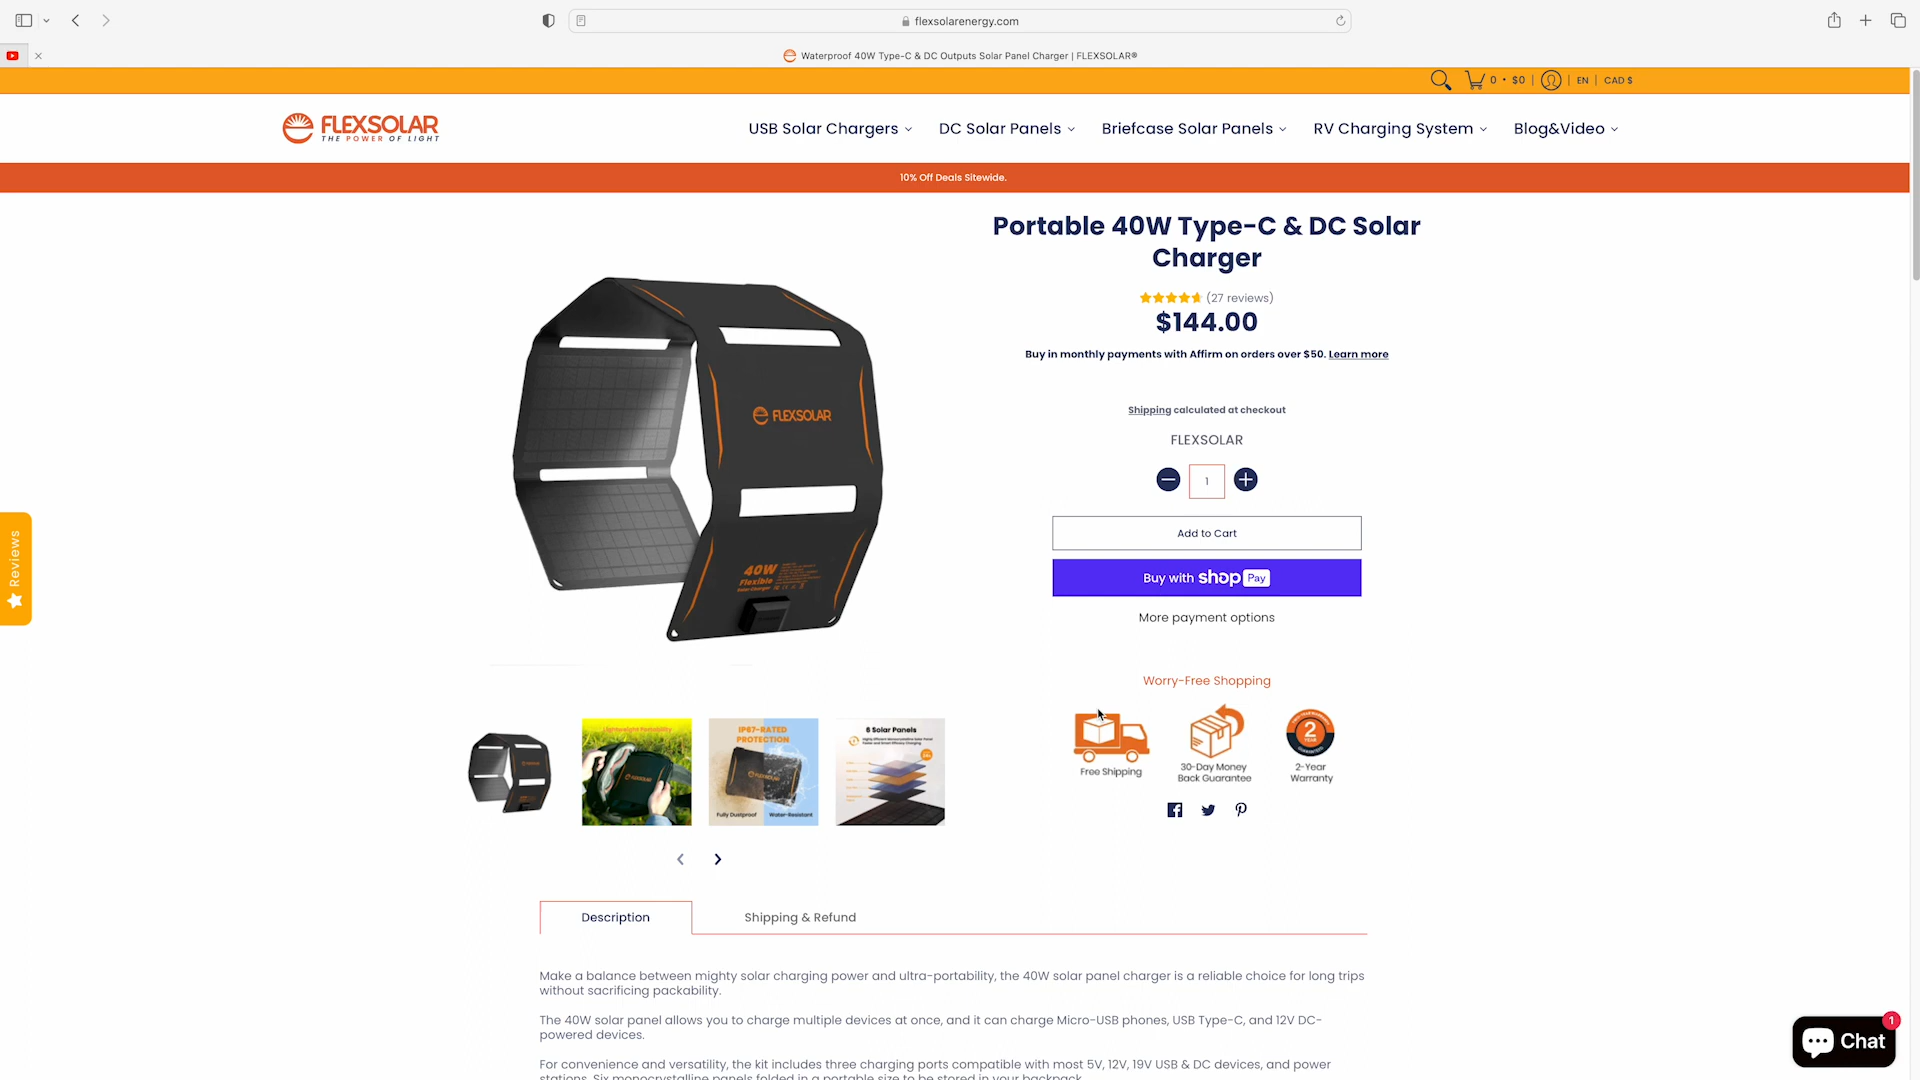 flexsolarenergy.com
Waterproof 40W Type-C & DC Outputs Solar Panel Charger | FLEXSOLAR®
0 • $0 | | EN | CAD $
FLEXSOLAR
THE POWER OF LIGHT
USB Solar Chargers
DC Solar Panels
Briefcase Solar Panels
RV Charging System
Blog&Video
10% Off Deals Sitewide.
Portable 40W Type-C & DC Solar
Charger
(27 reviews)
$144.00
Buy in monthly payments with Affirm on orders over $50. Learn more
Shipping calculated at checkout
FLEXSOLAR
1
Add to Cart
Buy with shop Pay
More payment options
Worry-Free Shopping
Free Shipping
30-Day Money
Back Guarantee
2
YEAR
2-Year
Warranty
FLEXSOLAR
40W
Flexible
Solar Charger
Reviews
Lightweight Portability
IP67-RATED
PROTECTION
FLEXSOLAR
Fully Dustproof
Water-Resistant
8 Solar Panels
Description
Shipping & Refund
Make a balance between mighty solar charging power and ultra-portability, the 40W solar panel charger is a reliable choice for long trips
without sacrificing packability.
The 40W solar panel allows you to charge multiple devices at once, and it can charge Micro-USB phones, USB Type-C, and 12V DC-
powered devices.
For convenience and versatility, the kit includes three charging ports compatible with most 5V, 12V, 19V USB & DC devices, and power
stations. Six monocrystalline panels folded in a portable size to be stored in your backpack.
Chat
1